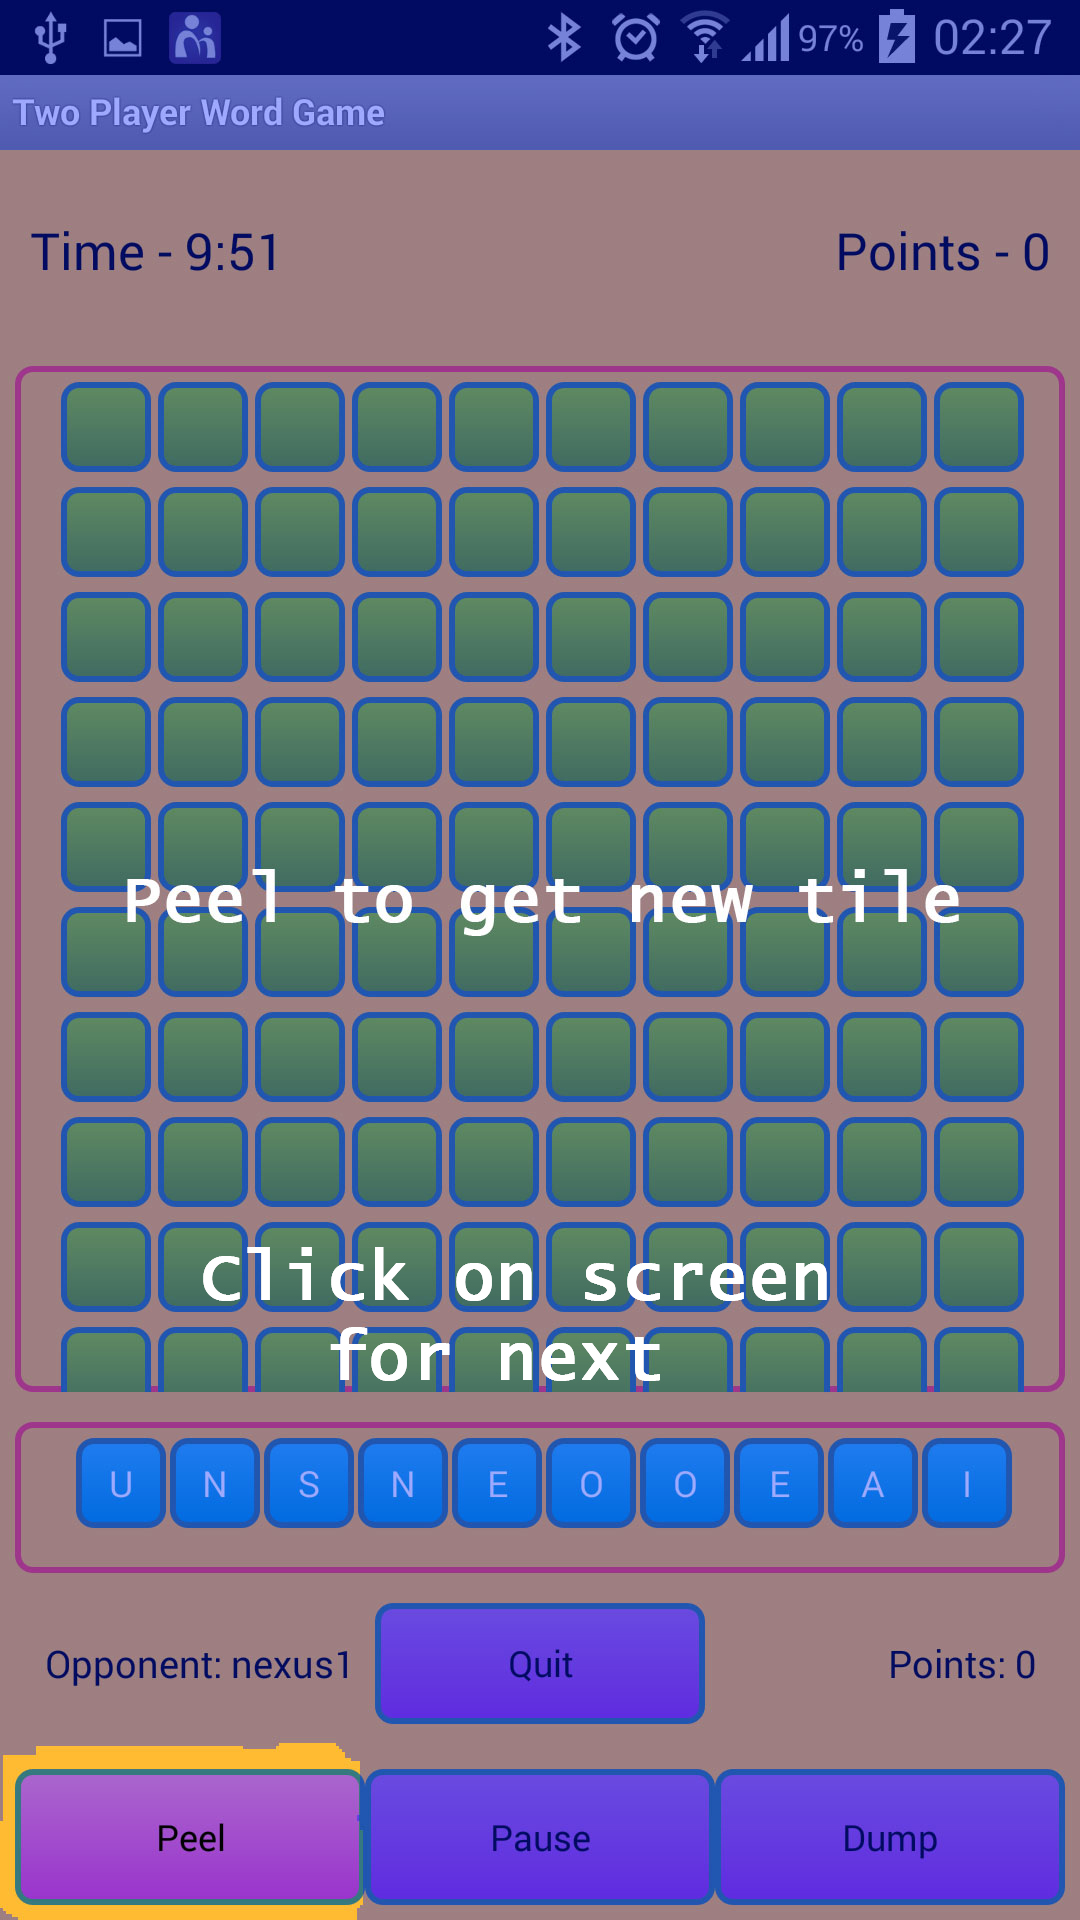 97% 02:27
Two Player Word Game
Time - 9:51 Points - 0
Peel to get new tile
Click on screen
for next
U N S N E O O E A I
Opponent: nexus1 Quit Points: 0
Peel Pause Dump